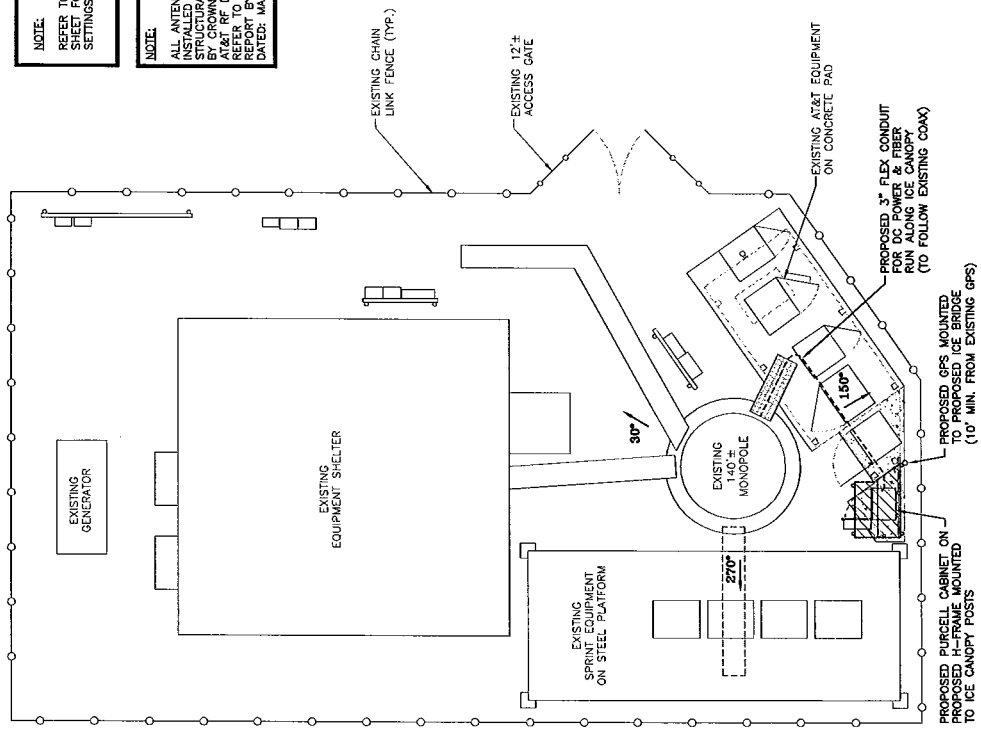 NOTE:
REFER TO
SHEET FO
SETTINGS
NOTE:
ALL ANTEN
INSTALLED
STRUCTURA
BY CROWN
AT&T RF D
REFER TO
REPORT BY
DATED: MA
EXISTING CHAIN
LINK FENCE (TYP.)
EXISTING 12'±
ACCESS GATE
EXISTING AT&T EQUIPMENT
ON CONCRETE PAD
PROPOSED 3" FLEX CONDUIT
FOR DC POWER & FIBER
RUN ALONG ICE CANOPY
(TO FOLLOW EXISTING COAX)
PROPOSED GPS MOUNTED
TO PROPOSED ICE BRIDGE
(10' MIN. FROM EXISTING GPS)
PROPOSED PURCELL CABINET ON
PROPOSED H-FRAME MOUNTED
TO ICE CANOPY POSTS
EXISTING
GENERATOR
EXISTING
EQUIPMENT SHELTER
30°
EXISTING
140'±
MONOPOLE
150°
270°
EXISTING
SPRINT EQUIPMENT
ON STEEL PLATFORM